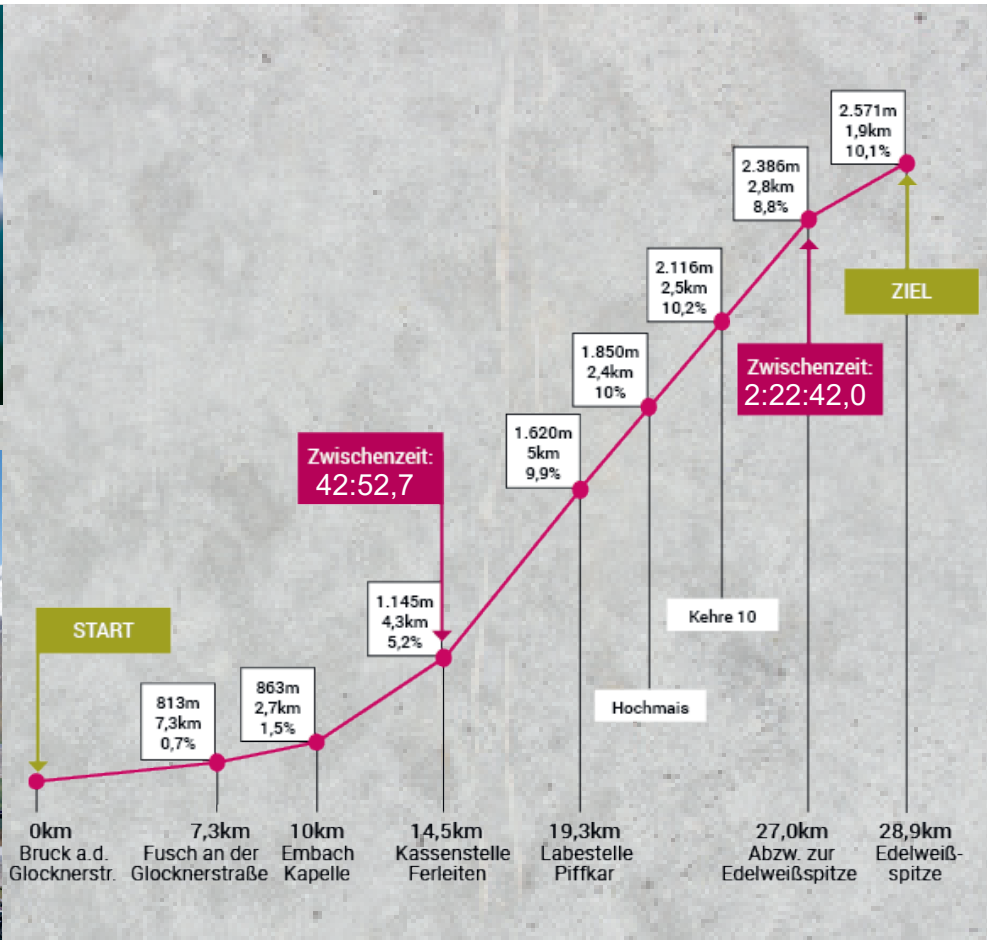 2.571m
1,9km
10,1%
2.386m
2,8km
8,8%
2.116m
2,5km
10,2%
ZIEL
1.850m
2,4km
10%
Zwischenzeit:
2:22:42,0
1.620m
5km
9,9%
Zwischenzeit:
42:52,7
1.145m
4,3km
5,2%
START
Kehre 10
813m
7,3km
0,7%
863m
2,7km
1,5%
Hochmais
0km
Bruck a.d.
Glocknerstr.
7,3km
Fusch an der
Glocknerstraße
10km
Embach
Kapelle
14,5km
Kassenstelle
Ferleiten
19,3km
Labestelle
Piffkar
27,0km
Abzw. zur
Edelweißspitze
28,9km
Edelweiß-
spitze